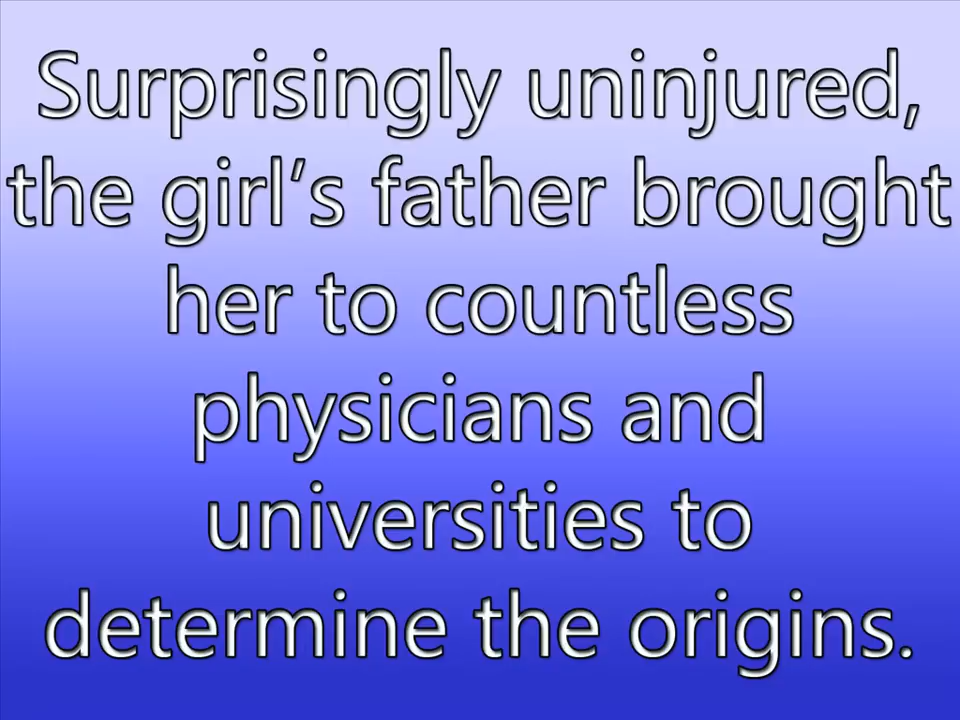 Surprisingly uninjured,
the girl’s father brought
her to countless
physicians and
universities to
determine the origins.